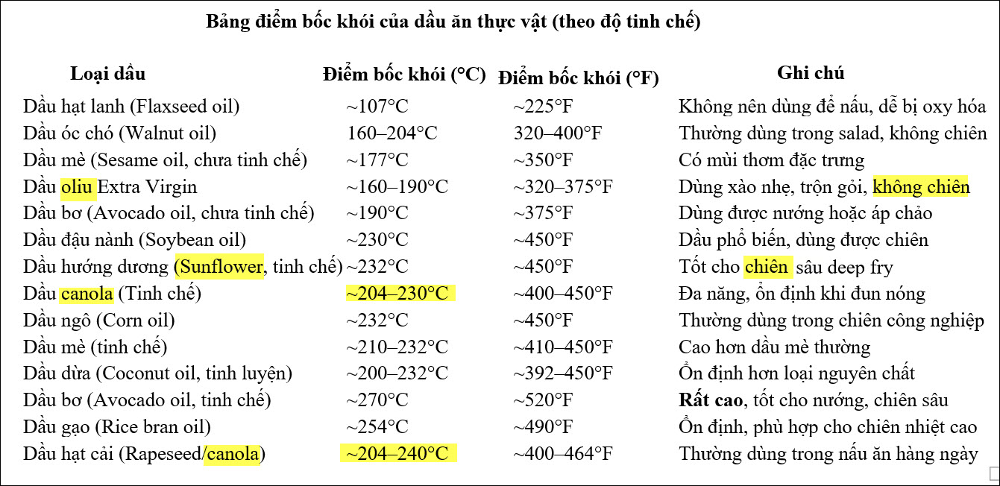 Bảng điểm bốc khói của dầu ăn thực vật (theo độ tinh chế)
Loại dầu Điểm bốc khói (°C) Điểm bốc khói (°F) Ghi chú
Dầu hạt lanh (Flaxseed oil) ~107°C ~225°F Không nên dùng để nấu, dễ bị oxy hóa
Dầu óc chó (Walnut oil) 160–204°C 320–400°F Thường dùng trong salad, không chiên
Dầu mè (Sesame oil, chưa tinh chế) ~177°C ~350°F Có mùi thơm đặc trưng
Dầu oliu Extra Virgin ~160–190°C ~320–375°F Dùng xào nhẹ, trộn gỏi, không chiên
Dầu bơ (Avocado oil, chưa tinh chế) ~190°C ~375°F Dùng được nướng hoặc áp chảo
Dầu đậu nành (Soybean oil) ~230°C ~450°F Dầu phổ biến, dùng được chiên
Dầu hướng dương (Sunflower, tinh chế) ~232°C ~450°F Tốt cho chiên sâu deep fry
Dầu canola (Tinh chế) ~204–230°C ~400–450°F Đa năng, ổn định khi đun nóng
Dầu ngô (Corn oil) ~232°C ~450°F Thường dùng trong chiên công nghiệp
Dầu mè (tinh chế) ~210–232°C ~410–450°F Cao hơn dầu mè thường
Dầu dừa (Coconut oil, tinh luyện) ~200–232°C ~392–450°F Ổn định hơn loại nguyên chất
Dầu bơ (Avocado oil, tinh chế) ~270°C ~520°F Rất cao, tốt cho nướng, chiên sâu
Dầu gạo (Rice bran oil) ~254°C ~490°F Ổn định, phù hợp cho chiên nhiệt cao
Dầu hạt cải (Rapeseed/canola) ~204–240°C ~400–464°F Thường dùng trong nấu ăn hàng ngày